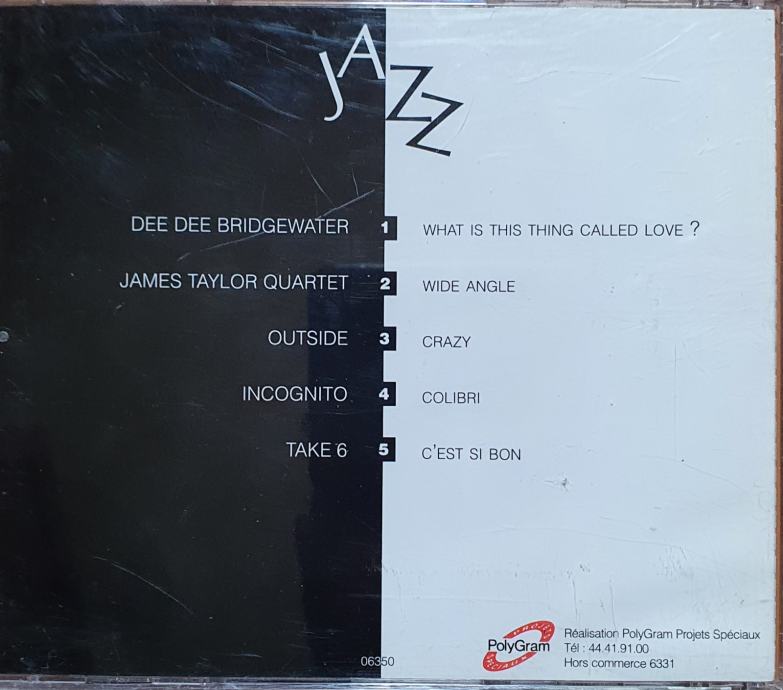 JAZZ
DEE DEE BRIDGEWATER 1 WHAT IS THIS THING CALLED LOVE ?
JAMES TAYLOR QUARTET 2 WIDE ANGLE
OUTSIDE 3 CRAZY
INCOGNITO 4 COLIBRI
TAKE 6 5 C'EST SI BON
PROJETS
PolyGram
SPÉCIAUX
Réalisation PolyGram Projets Spéciaux
Tél : 44.41.91.00
Hors commerce 6331
06350